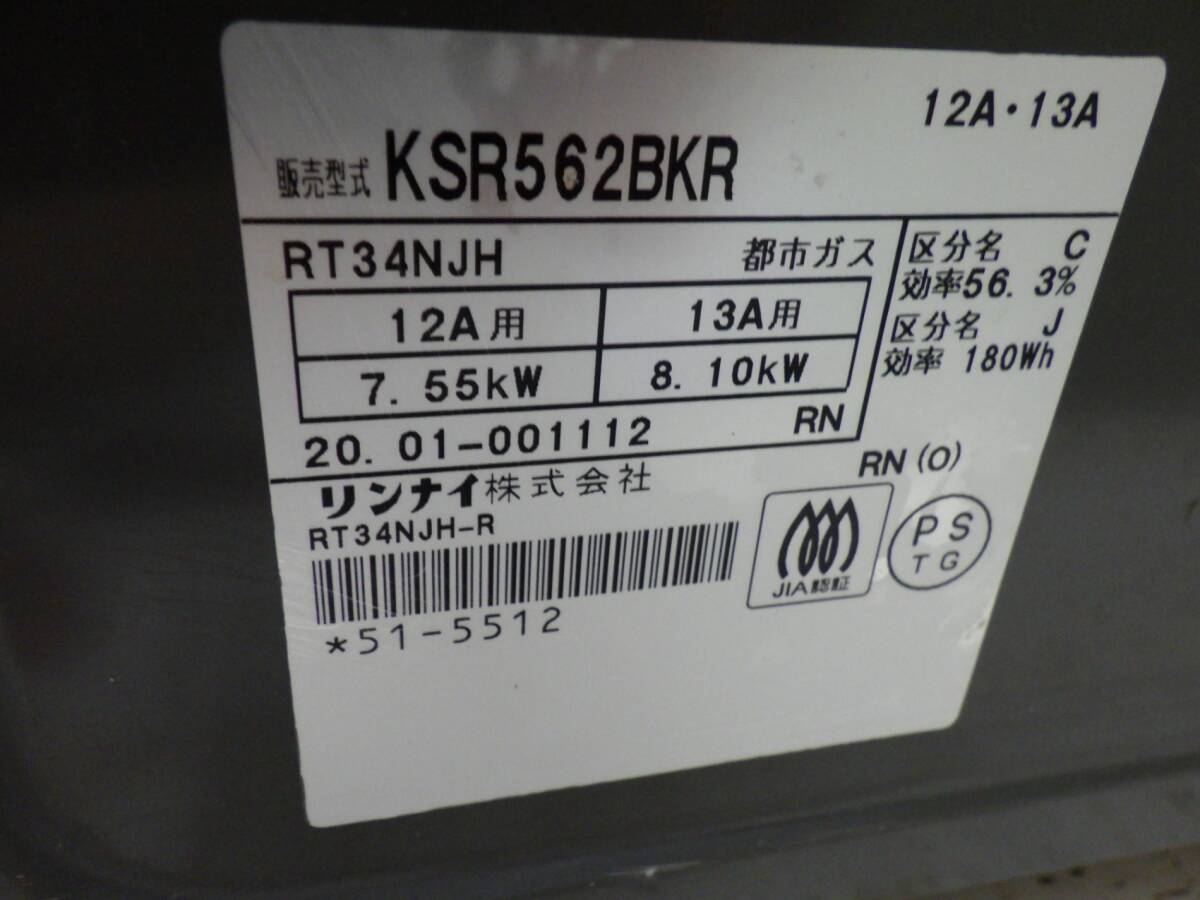 12A・13A
販売型式 KSR562BKR
RT34NJH 都市ガス
12A用 13A用
7.55kW 8.10kW
20.01-001112 RN
区分名 C
効率56.3%
区分名 J
効率 180Wh
RN(O)
リンナイ株式会社
RT34NJH-R
*51-5512
JIA認証
PS
TG